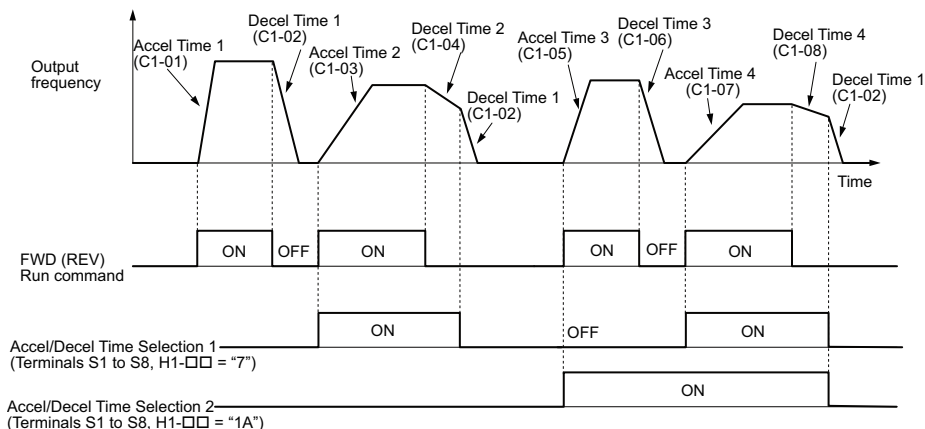 Output
frequency
Accel Time 1
(C1-01)
Decel Time 1
(C1-02)
Accel Time 2
(C1-03)
Decel Time 2
(C1-04)
Decel Time 1
(C1-02)
Accel Time 3
(C1-05)
Decel Time 3
(C1-06)
Accel Time 4
(C1-07)
Decel Time 4
(C1-08)
Decel Time 1
(C1-02)
Time
FWD (REV)
Run command
ON
OFF
ON
ON
OFF
ON
Accel/Decel Time Selection 1
(Terminals S1 to S8, H1-□□ = “7”)
ON
OFF
ON
Accel/Decel Time Selection 2
(Terminals S1 to S8, H1-□□ = “1A”)
ON